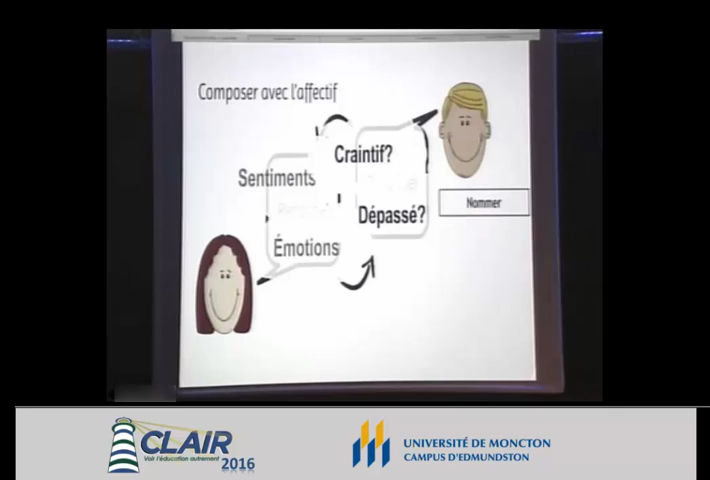 Composer avec l'affectif
Craintif?
Sentiments
Dépassé?
Nommer
Émotions
CLAIR
Voir l'éducation autrement
2016
UNIVERSITÉ DE MONCTON
CAMPUS D'EDMUNDSTON